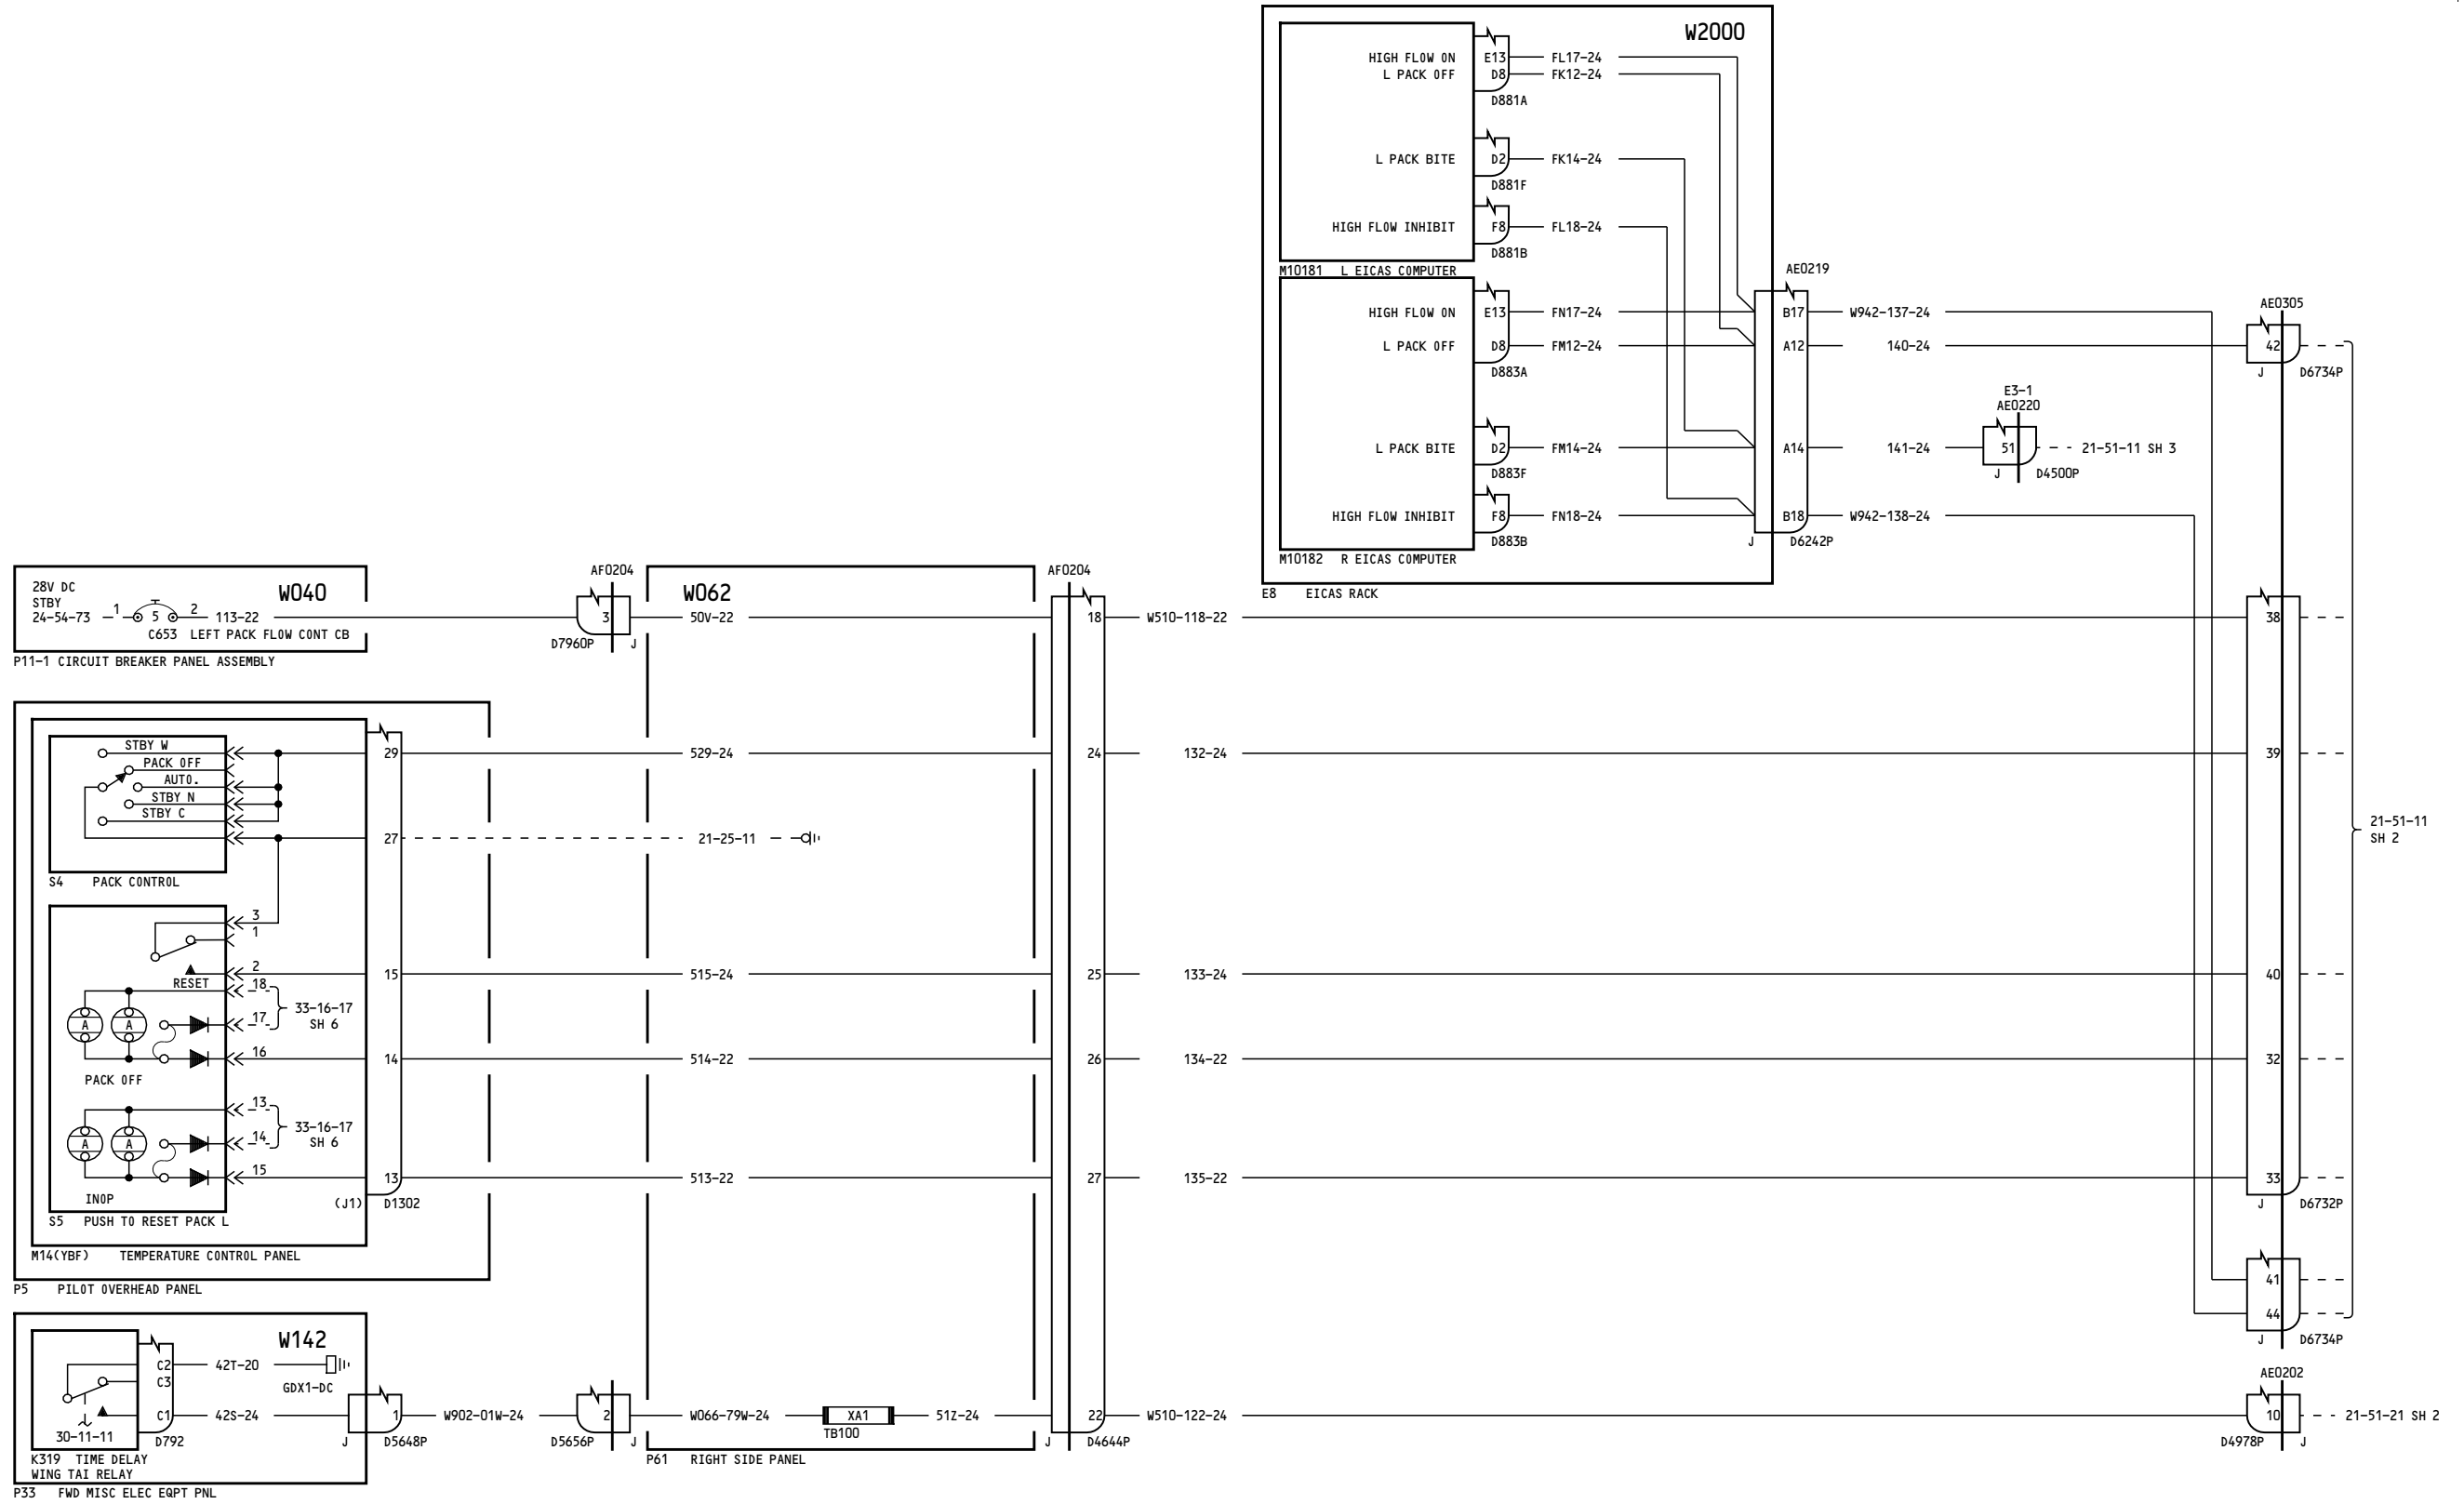 W2000
HIGH FLOW ON E13 FL17-24
L PACK OFF D8 FK12-24
D881A
L PACK BITE D2 FK14-24
D881F
HIGH FLOW INHIBIT F8 FL18-24
D881B
M10181 L EICAS COMPUTER
AE0219
HIGH FLOW ON E13 FN17-24 B17 W942-137-24
AE0305
L PACK OFF D8 FM12-24 A12 140-24 42
D883A
J D6734P
E3-1
AE0220
L PACK BITE D2 FM14-24 A14 141-24 51 21-51-11 SH 3
D883F
J D4500P
HIGH FLOW INHIBIT F8 FN18-24 B18 W942-138-24
D883B
J D6242P
M10182 R EICAS COMPUTER
E8 EICAS RACK
28V DC
STBY
24-54-73 1 5 2 113-22
W040
C653 LEFT PACK FLOW CONT CB
P11-1 CIRCUIT BREAKER PANEL ASSEMBLY
AF0204
3
D7960P J
W062
50V-22
AF0204
18 W510-118-22 38
STBY W 29 529-24 24 132-24 39
PACK OFF
AUTO.
STBY N
STBY C
27 21-25-11
21-51-11
SH 2
S4 PACK CONTROL
3
1
2 15 515-24 25 133-24 40
RESET
18
33-16-17
SH 6
A A 17
16 14 514-22 26 134-22 32
PACK OFF
13
33-16-17
SH 6
A A 14
15 13 513-22 27 135-22 33
INOP
(J1) D1302
J D6732P
S5 PUSH TO RESET PACK L
M14(YBF) TEMPERATURE CONTROL PANEL
P5 PILOT OVERHEAD PANEL
41
44
J D6734P
W142
C2 42T-20
C3
GDX1-DC
C1 42S-24 1 W902-01W-24 2 W066-79W-24 XA1 51Z-24 22 W510-122-24
AE0202
10 21-51-21 SH 2
30-11-11
D792
J D5648P
D5656P J
TB100
J D4644P
D4978P J
K319 TIME DELAY
WING TAI RELAY
P33 FWD MISC ELEC EQPT PNL
P61 RIGHT SIDE PANEL